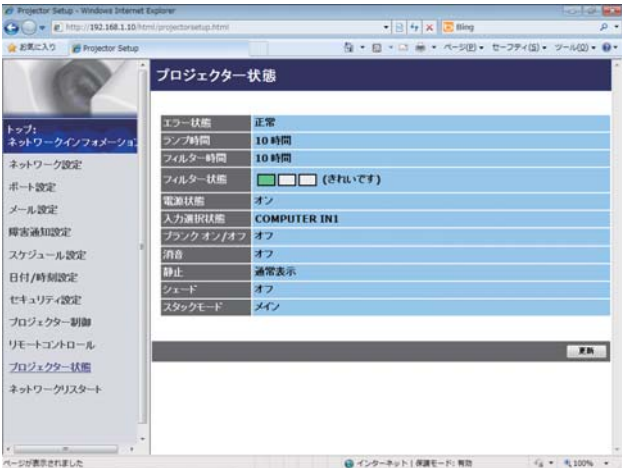 Projector Setup - Windows Internet Explorer
http://192.168.1.10/html/projectorsetup.html
Bing
お気に入り
Projector Setup
ページ(P)
セーフティ(S)
ツール(O)
プロジェクター状態
トップ:
ネットワークインフォメーション
ネットワーク設定
ポート設定
メール設定
障害通知設定
スケジュール設定
日付/時刻設定
セキュリティ設定
プロジェクター制御
リモートコントロール
プロジェクター状態
ネットワークリスタート
エラー状態 正常
ランプ時間 10 時間
フィルター時間 10 時間
フィルター状態 (きれいです)
電源状態 オン
入力選択状態 COMPUTER IN1
ブランク オン/オフ オフ
消音 オフ
静止 通常表示
シェード オフ
スタックモード メイン
更新
ページが表示されました
インターネット | 保護モード: 無効
100%